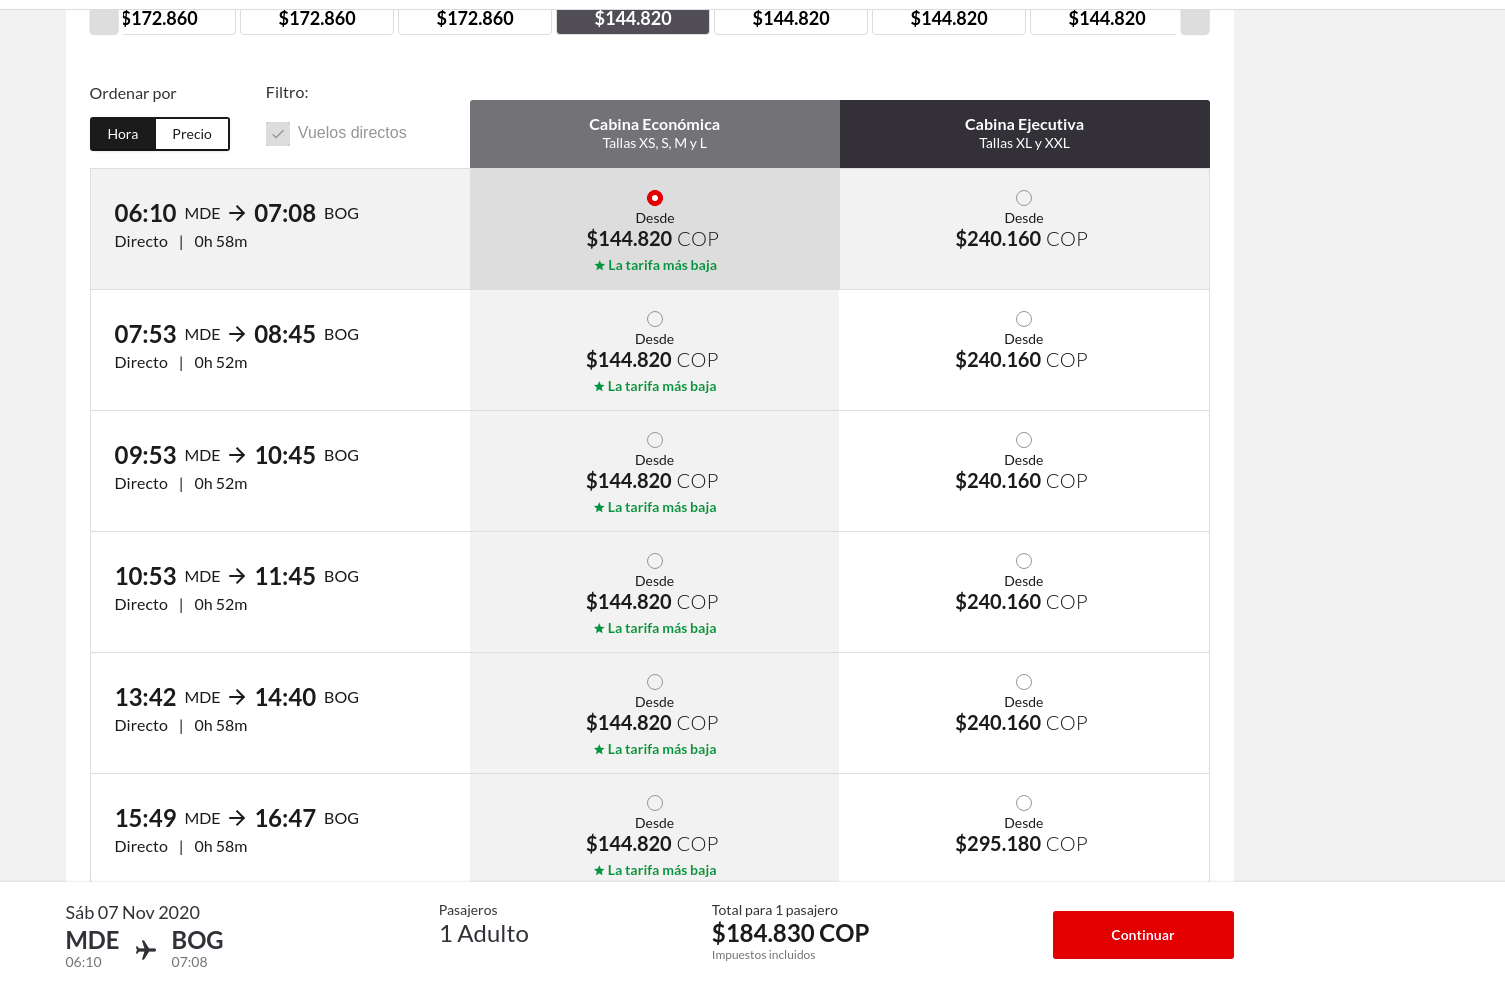 $172.860 $172.860 $172.860 $144.820 $144.820 $144.820 $144.820
Ordenar por
Filtro:
Hora Precio
Vuelos directos
Cabina Económica
Tallas XS, S, M y L
Cabina Ejecutiva
Tallas XL y XXL
06:10 MDE → 07:08 BOG
Directo | 0h 58m
Desde
$144.820 COP
★ La tarifa más baja
Desde
$240.160 COP
07:53 MDE → 08:45 BOG
Directo | 0h 52m
Desde
$144.820 COP
★ La tarifa más baja
Desde
$240.160 COP
09:53 MDE → 10:45 BOG
Directo | 0h 52m
Desde
$144.820 COP
★ La tarifa más baja
Desde
$240.160 COP
10:53 MDE → 11:45 BOG
Directo | 0h 52m
Desde
$144.820 COP
★ La tarifa más baja
Desde
$240.160 COP
13:42 MDE → 14:40 BOG
Directo | 0h 58m
Desde
$144.820 COP
★ La tarifa más baja
Desde
$240.160 COP
15:49 MDE → 16:47 BOG
Directo | 0h 58m
Desde
$144.820 COP
★ La tarifa más baja
Desde
$295.180 COP
Sáb 07 Nov 2020
MDE BOG
06:10 07:08
Pasajeros
1 Adulto
Total para 1 pasajero
$184.830 COP
Impuestos incluidos
Continuar